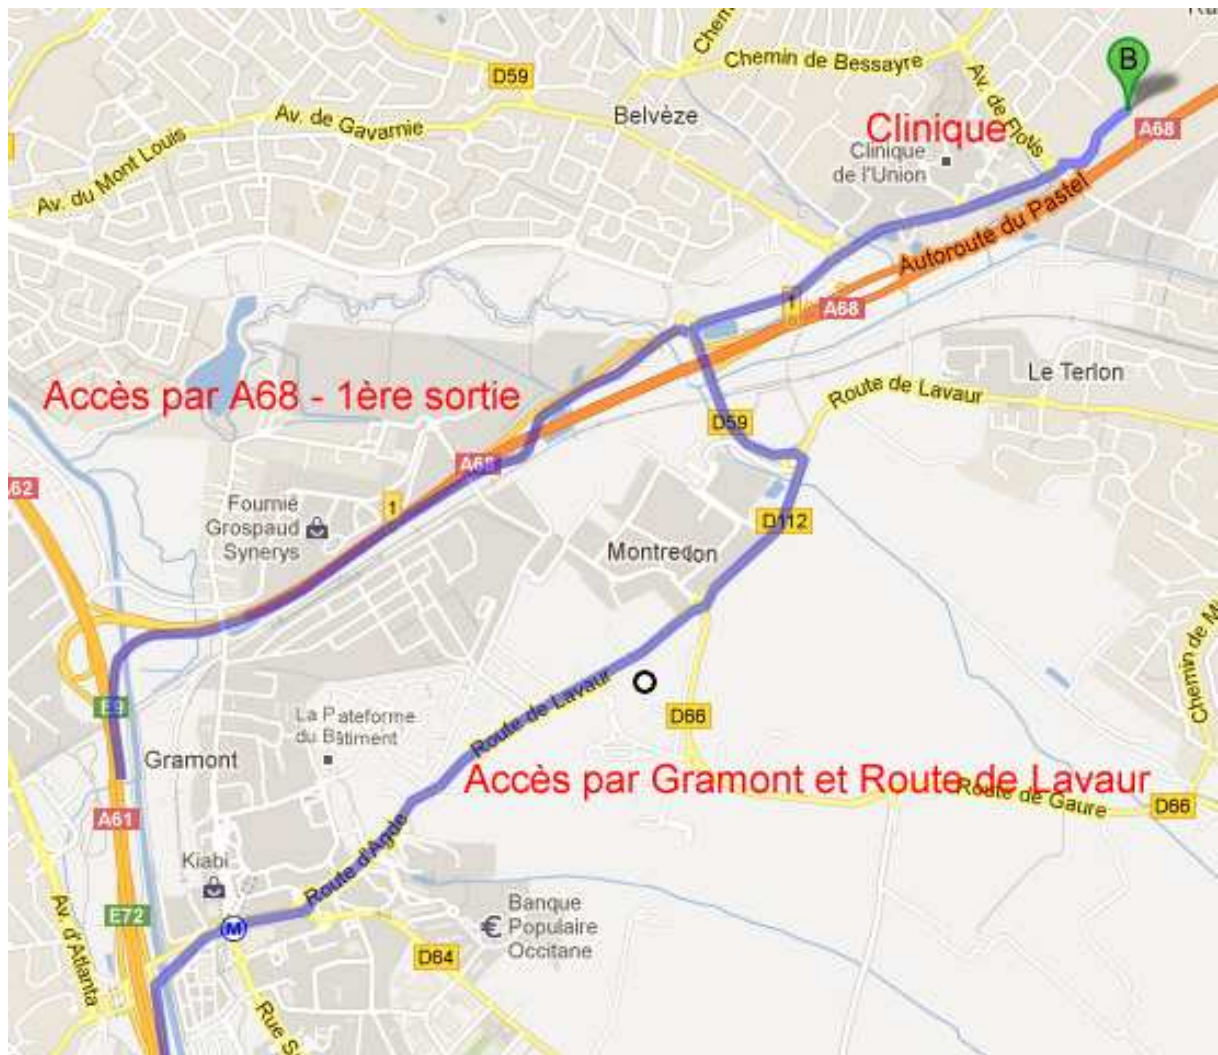 Chemin de Bessayre
B
D59
Belvèze
Av. de Gavarnie
Clinique
A68
Clinique
de l'Union
Av. du Mont Louis
Autoroute du Pastel
1
A68
Le Terlon
Accès par A68 - 1ère sortie
Route de Lavaur
D59
A68
A62
Fournié
Grospaud
Synerys
1
D112
Montredon
Chemin de
E9
Route de Lavaur
La Plateforme
du Bâtiment
D66
Gramont
Accès par Gramont et Route de Lavaur
Route de Gaure
D66
A61
Route d'Agde
Kiabi
Av. d'Atlanta
E72
M
Banque
€ Populaire
Occitane
D64
Rue